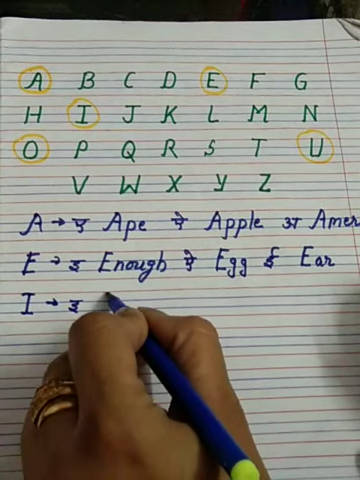 A B C D E F G
H I J K L M N
O P Q R S T U
V W X Y Z
A → ए Ape ऐ Apple अ Amer
E → इ Enough ऐ Egg ई Ear
I → इ